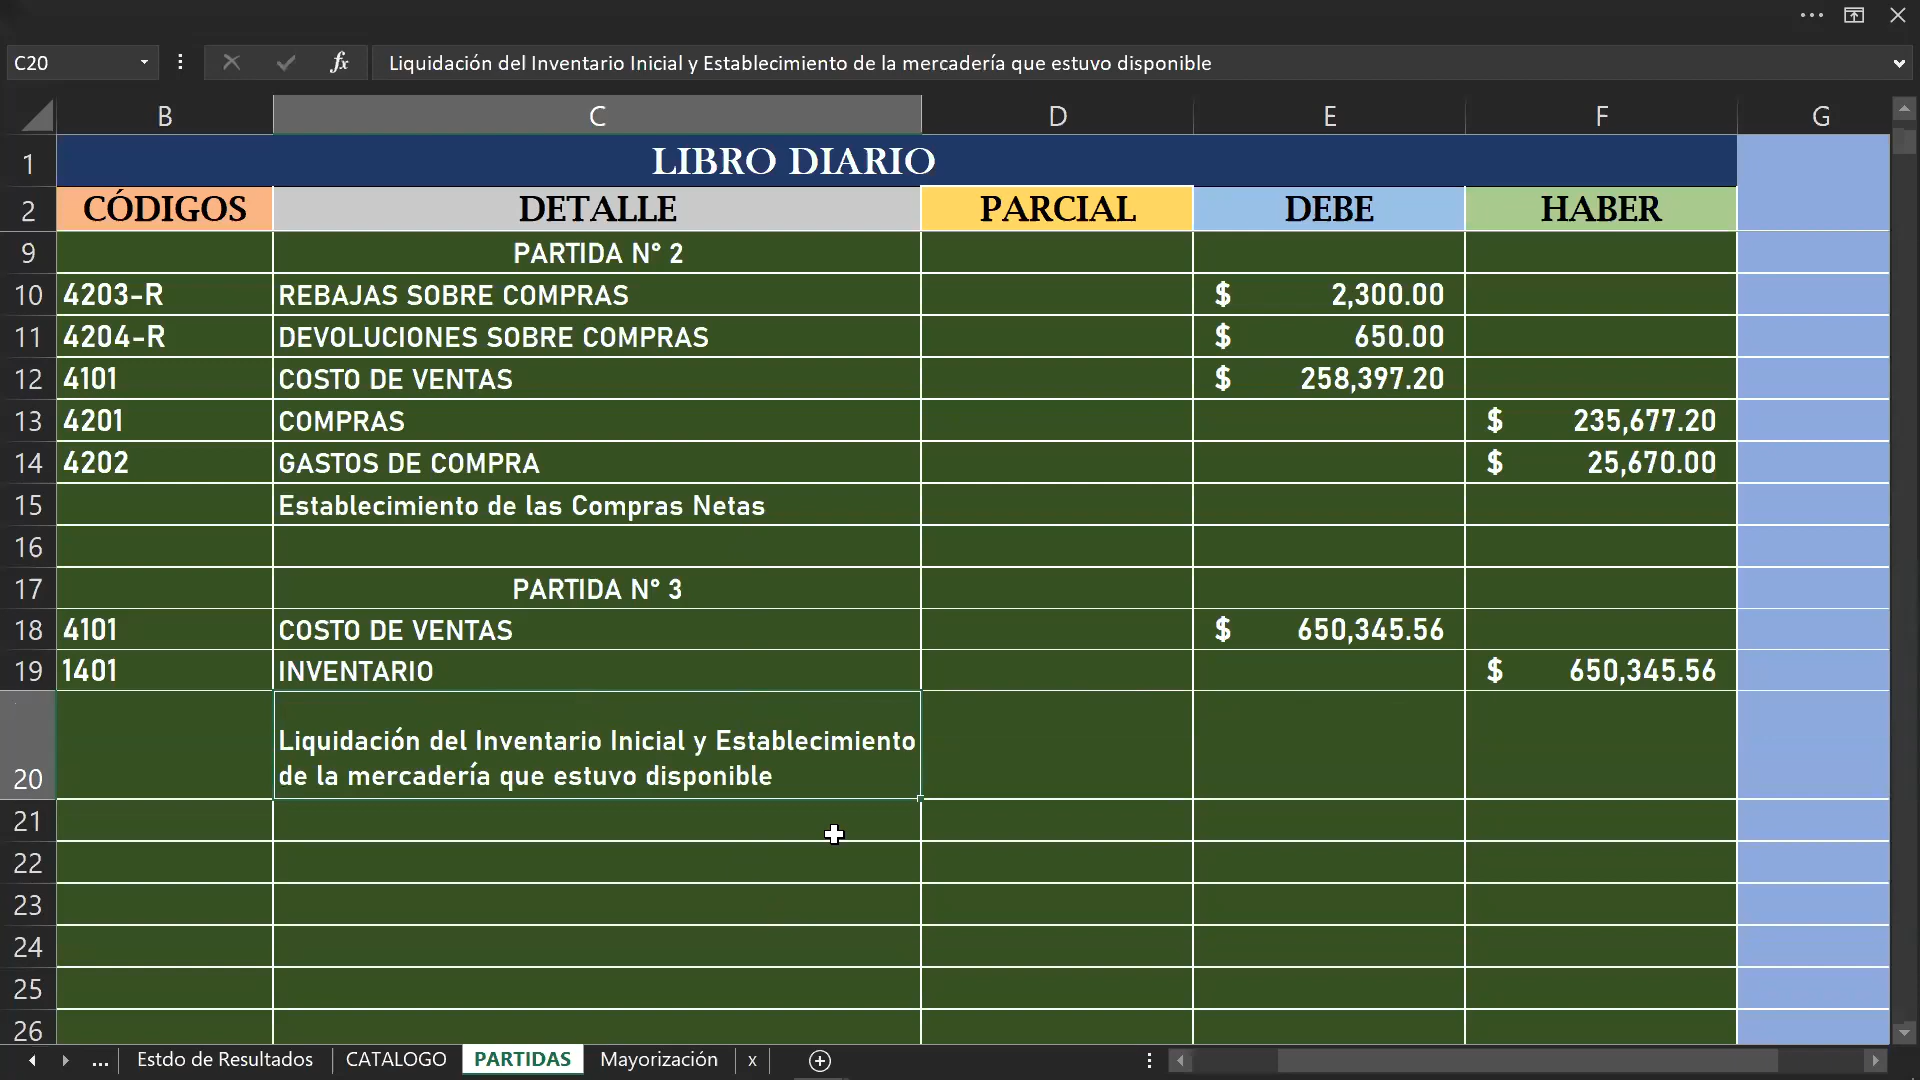 C20
fx
Liquidación del Inventario Inicial y Establecimiento de la mercadería que estuvo disponible
B C D E F G
1 LIBRO DIARIO
2 CÓDIGOS DETALLE PARCIAL DEBE HABER
9 PARTIDA N° 2
10 4203-R REBAJAS SOBRE COMPRAS $ 2,300.00
11 4204-R DEVOLUCIONES SOBRE COMPRAS $ 650.00
12 4101 COSTO DE VENTAS $ 258,397.20
13 4201 COMPRAS $ 235,677.20
14 4202 GASTOS DE COMPRA $ 25,670.00
15 Establecimiento de las Compras Netas
16
17 PARTIDA N° 3
18 4101 COSTO DE VENTAS $ 650,345.56
19 1401 INVENTARIO $ 650,345.56
Liquidación del Inventario Inicial y Establecimiento
20 de la mercadería que estuvo disponible
21
22
23
24
25
26
... Estdo de Resultados CATALOGO PARTIDAS Mayorización x